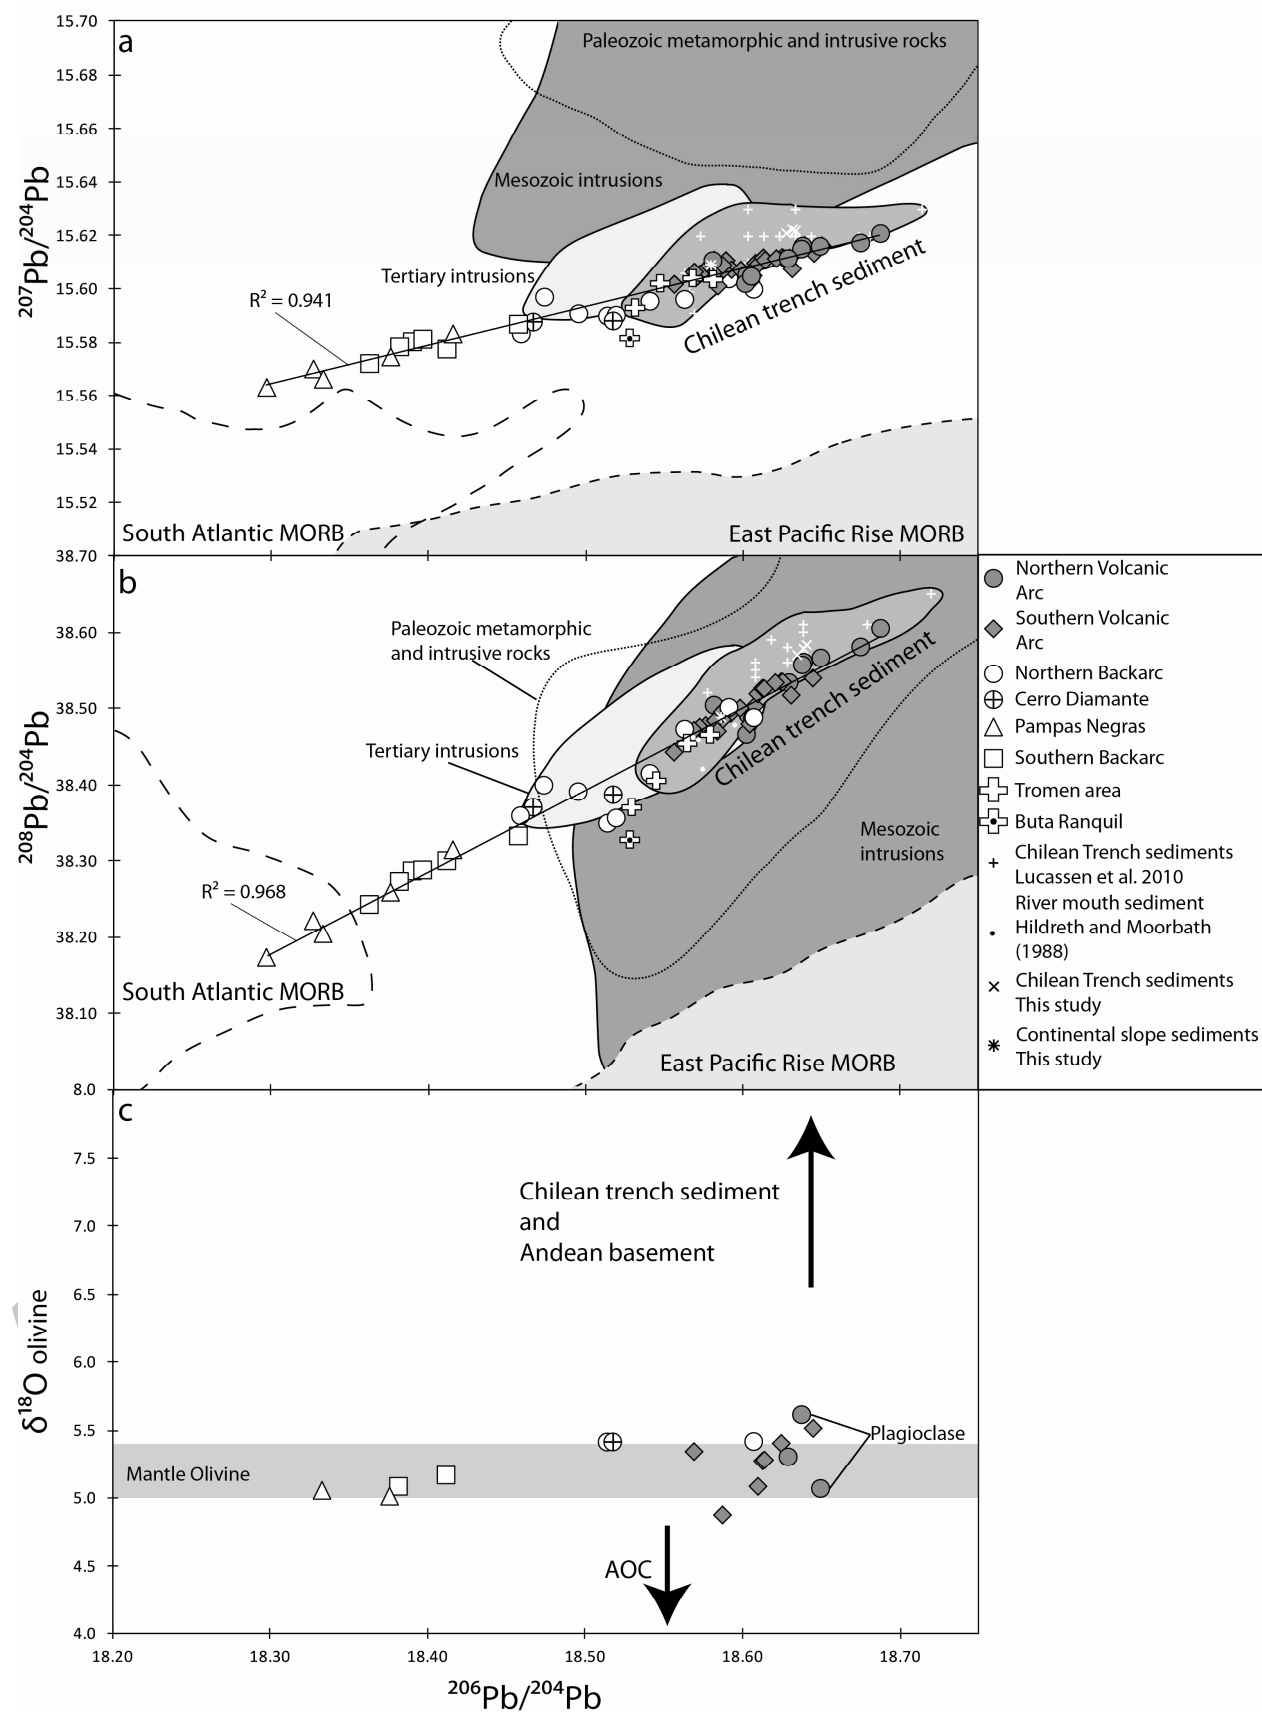 15.70
a
Paleozoic metamorphic and intrusive rocks
15.68
15.66
15.64
Mesozoic intrusions
15.62
Tertiary intrusions
15.60
R² = 0.941
Chilean trench sediment
15.58
15.56
15.54
15.52
South Atlantic MORB
East Pacific Rise MORB
²⁰⁷Pb/²⁰⁴Pb
38.70
b
38.60
Paleozoic metamorphic
and intrusive rocks
38.50
Tertiary intrusions
Chilean trench sediment
38.40
Mesozoic
intrusions
38.30
R² = 0.968
38.20
South Atlantic MORB
38.10
East Pacific Rise MORB
8.0
²⁰⁸Pb/²⁰⁴Pb
Northern Volcanic
Arc
Southern Volcanic
Arc
Northern Backarc
Cerro Diamante
Pampas Negras
Southern Backarc
Tromen area
Buta Ranquil
Chilean Trench sediments
Lucassen et al. 2010
River mouth sediment
Hildreth and Moorbath
(1988)
Chilean Trench sediments
This study
Continental slope sediments
This study
c
7.5
Chilean trench sediment
and
Andean basement
7.0
6.5
6.0
5.5
Plagioclase
Mantle Olivine
5.0
4.5
AOC
4.0
δ¹⁸O olivine
18.20 18.30 18.40 18.50 18.60 18.70
²⁰⁶Pb/²⁰⁴Pb